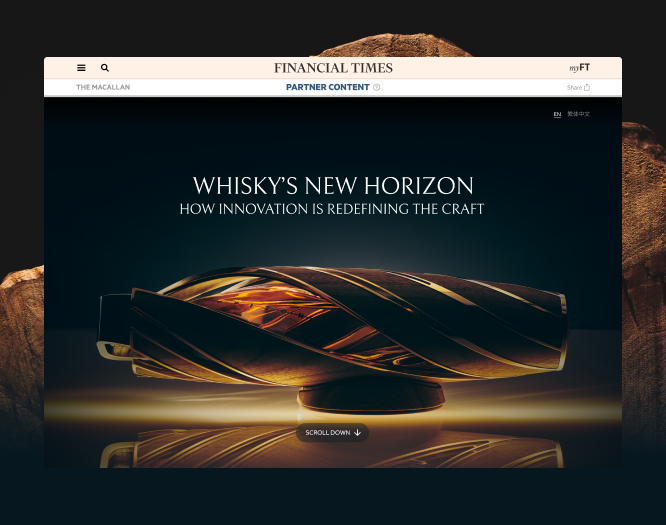 FINANCIAL TIMES
myFT
THE MACALLAN
PARTNER CONTENT
Share
EN 繁体中文
WHISKY'S NEW HORIZON
HOW INNOVATION IS REDEFINING THE CRAFT
SCROLL DOWN